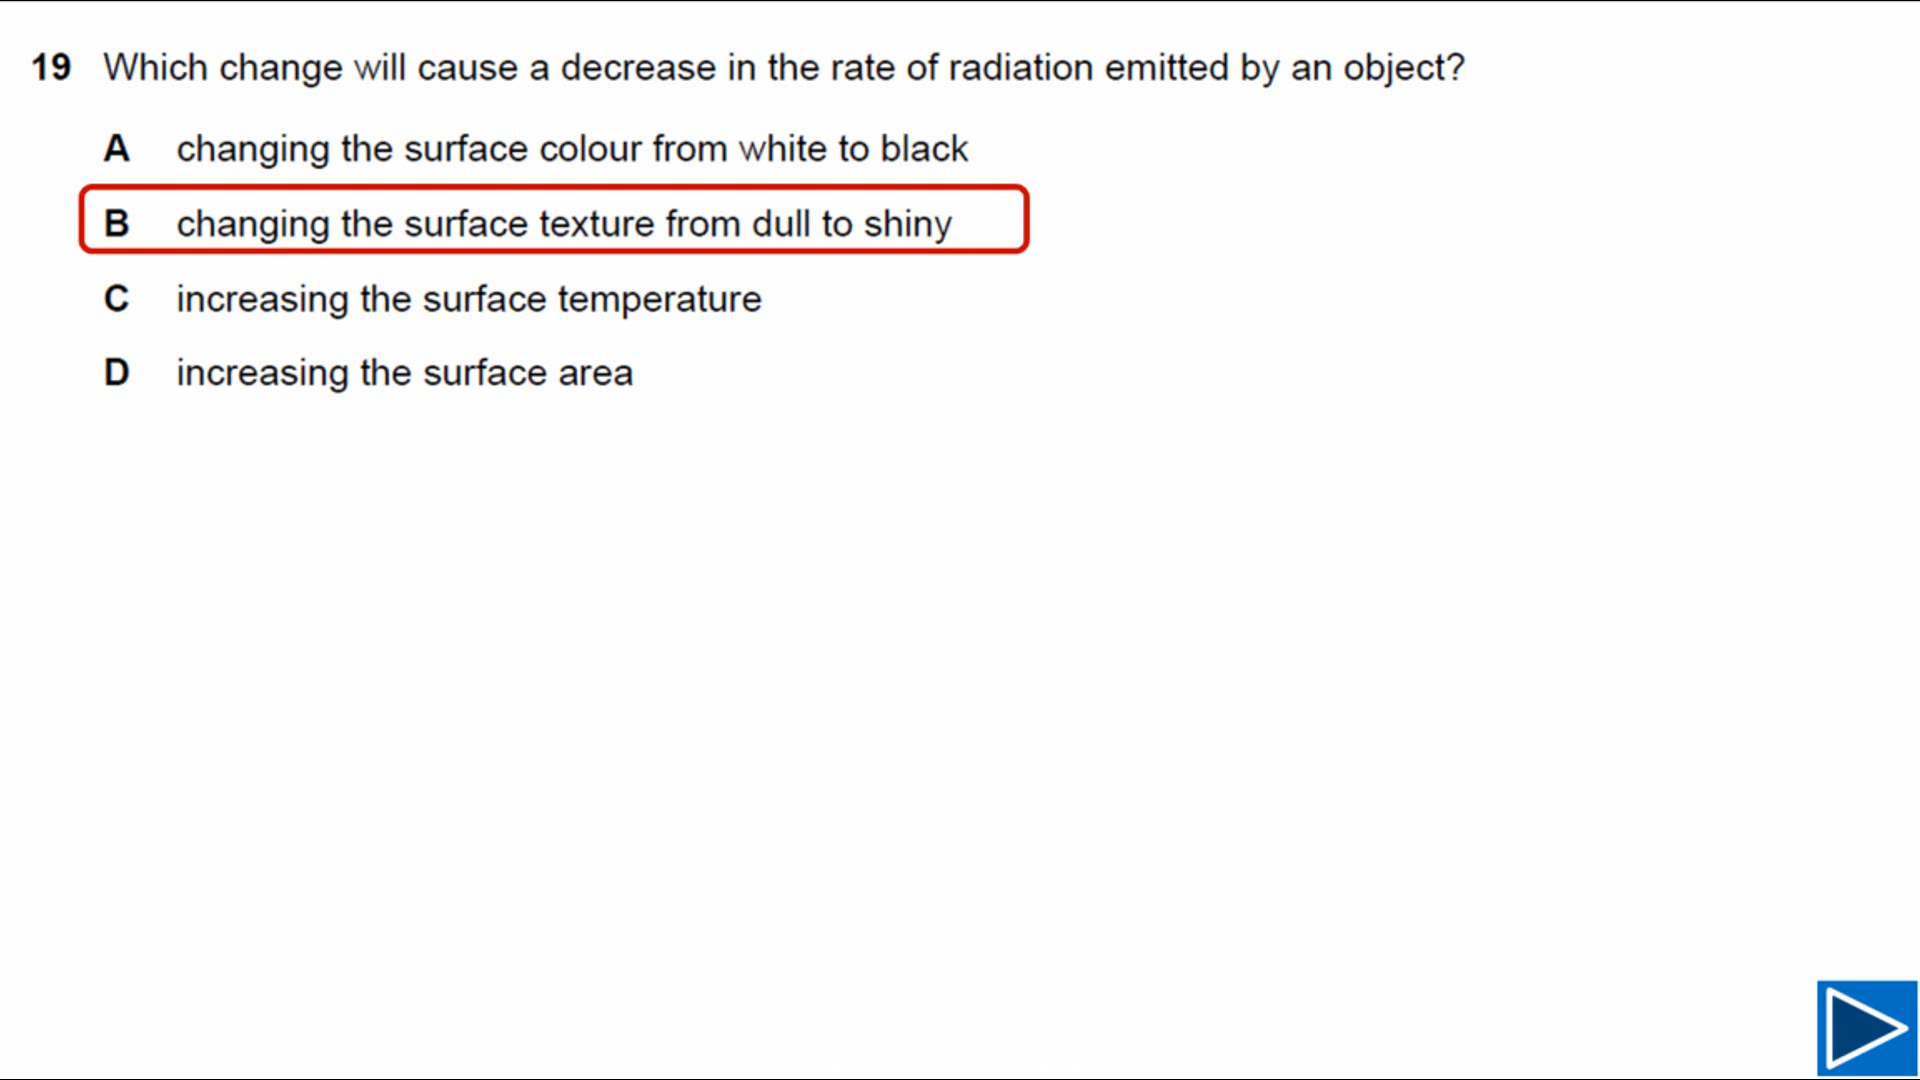 19 Which change will cause a decrease in the rate of radiation emitted by an object?
A changing the surface colour from white to black
B changing the surface texture from dull to shiny
C increasing the surface temperature
D increasing the surface area